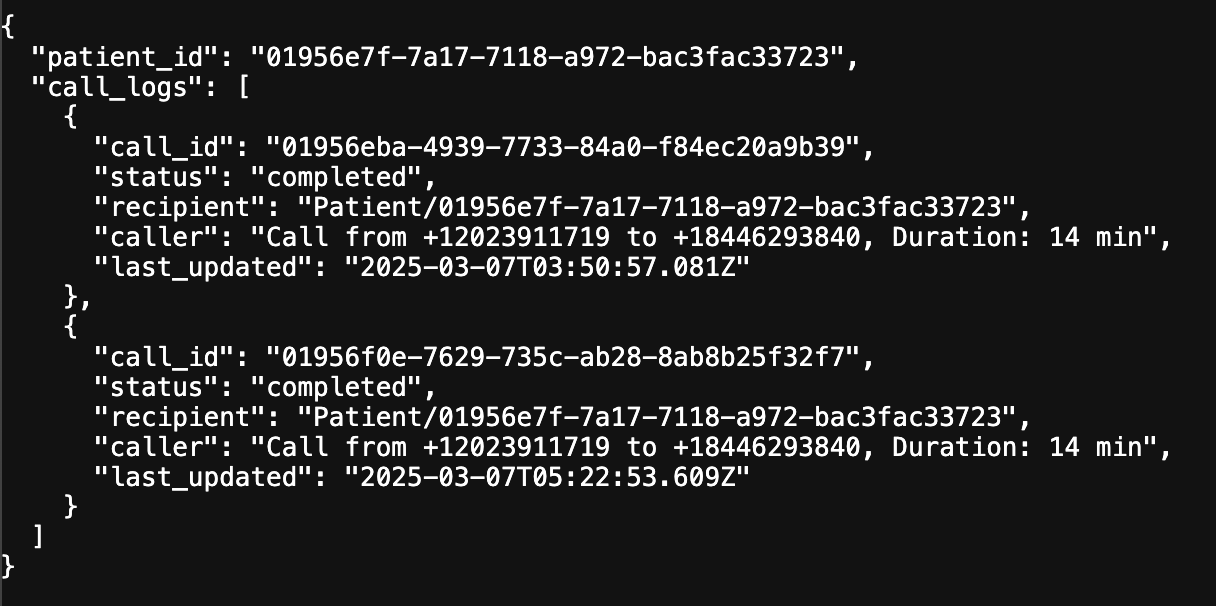 {
  "patient_id": "01956e7f-7a17-7118-a972-bac3fac33723",
  "call_logs": [
    {
      "call_id": "01956eba-4939-7733-84a0-f84ec20a9b39",
      "status": "completed",
      "recipient": "Patient/01956e7f-7a17-7118-a972-bac3fac33723",
      "caller": "Call from +12023911719 to +18446293840, Duration: 14 min",
      "last_updated": "2025-03-07T03:50:57.081Z"
    },
    {
      "call_id": "01956f0e-7629-735c-ab28-8ab8b25f32f7",
      "status": "completed",
      "recipient": "Patient/01956e7f-7a17-7118-a972-bac3fac33723",
      "caller": "Call from +12023911719 to +18446293840, Duration: 14 min",
      "last_updated": "2025-03-07T05:22:53.609Z"
    }
  ]
}